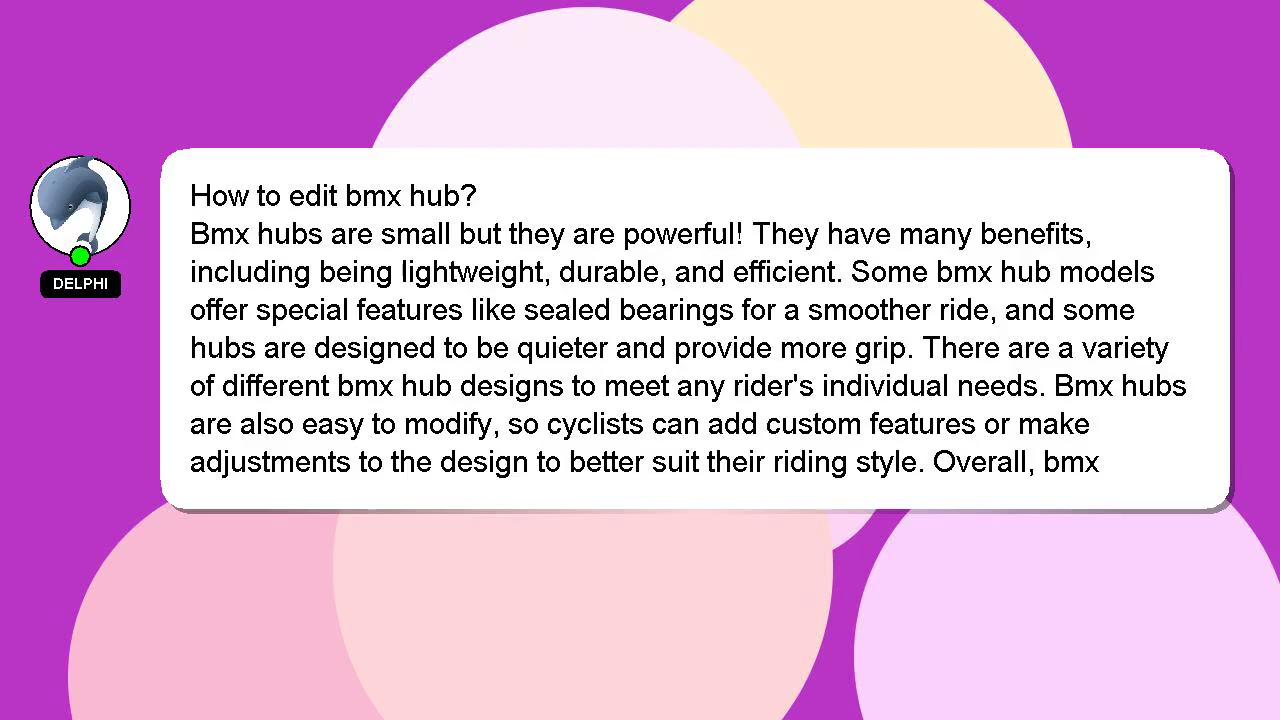 How to edit bmx hub?
Bmx hubs are small but they are powerful! They have many benefits,
including being lightweight, durable, and efficient. Some bmx hub models
offer special features like sealed bearings for a smoother ride, and some
hubs are designed to be quieter and provide more grip. There are a variety
of different bmx hub designs to meet any rider's individual needs. Bmx hubs
are also easy to modify, so cyclists can add custom features or make
adjustments to the design to better suit their riding style. Overall, bmx
DELPHI